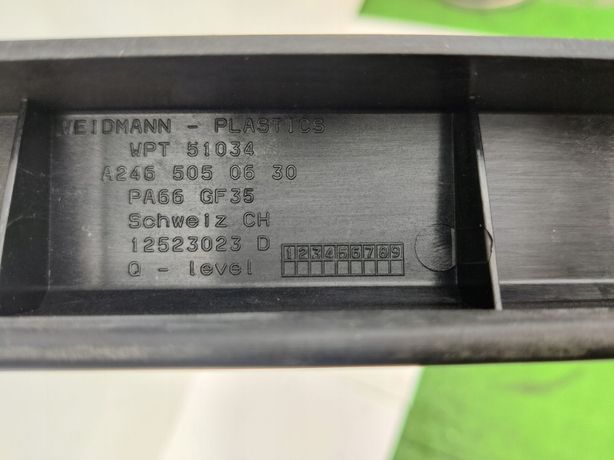 WEIDMANN - PLASTICS
WPT 51034
A246 505 06 30
PA66 GF35
Schweiz CH
12523023 D
Q - level 123456789